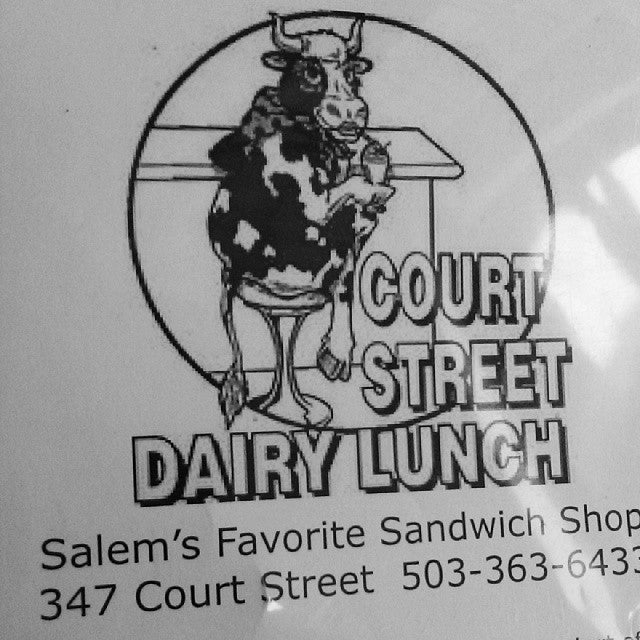 COURT
STREET
DAIRY LUNCH
Salem's Favorite Sandwich Shop
347 Court Street 503-363-6433